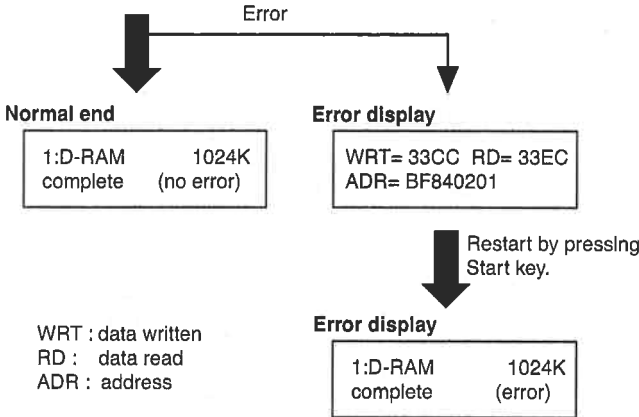 Error
Normal end
1:D-RAM 1024K
complete (no error)
Error display
WRT= 33CC RD= 33EC
ADR= BF840201
Restart by pressing
Start key.
WRT : data written
RD : data read
ADR : address
Error display
1:D-RAM 1024K
complete (error)